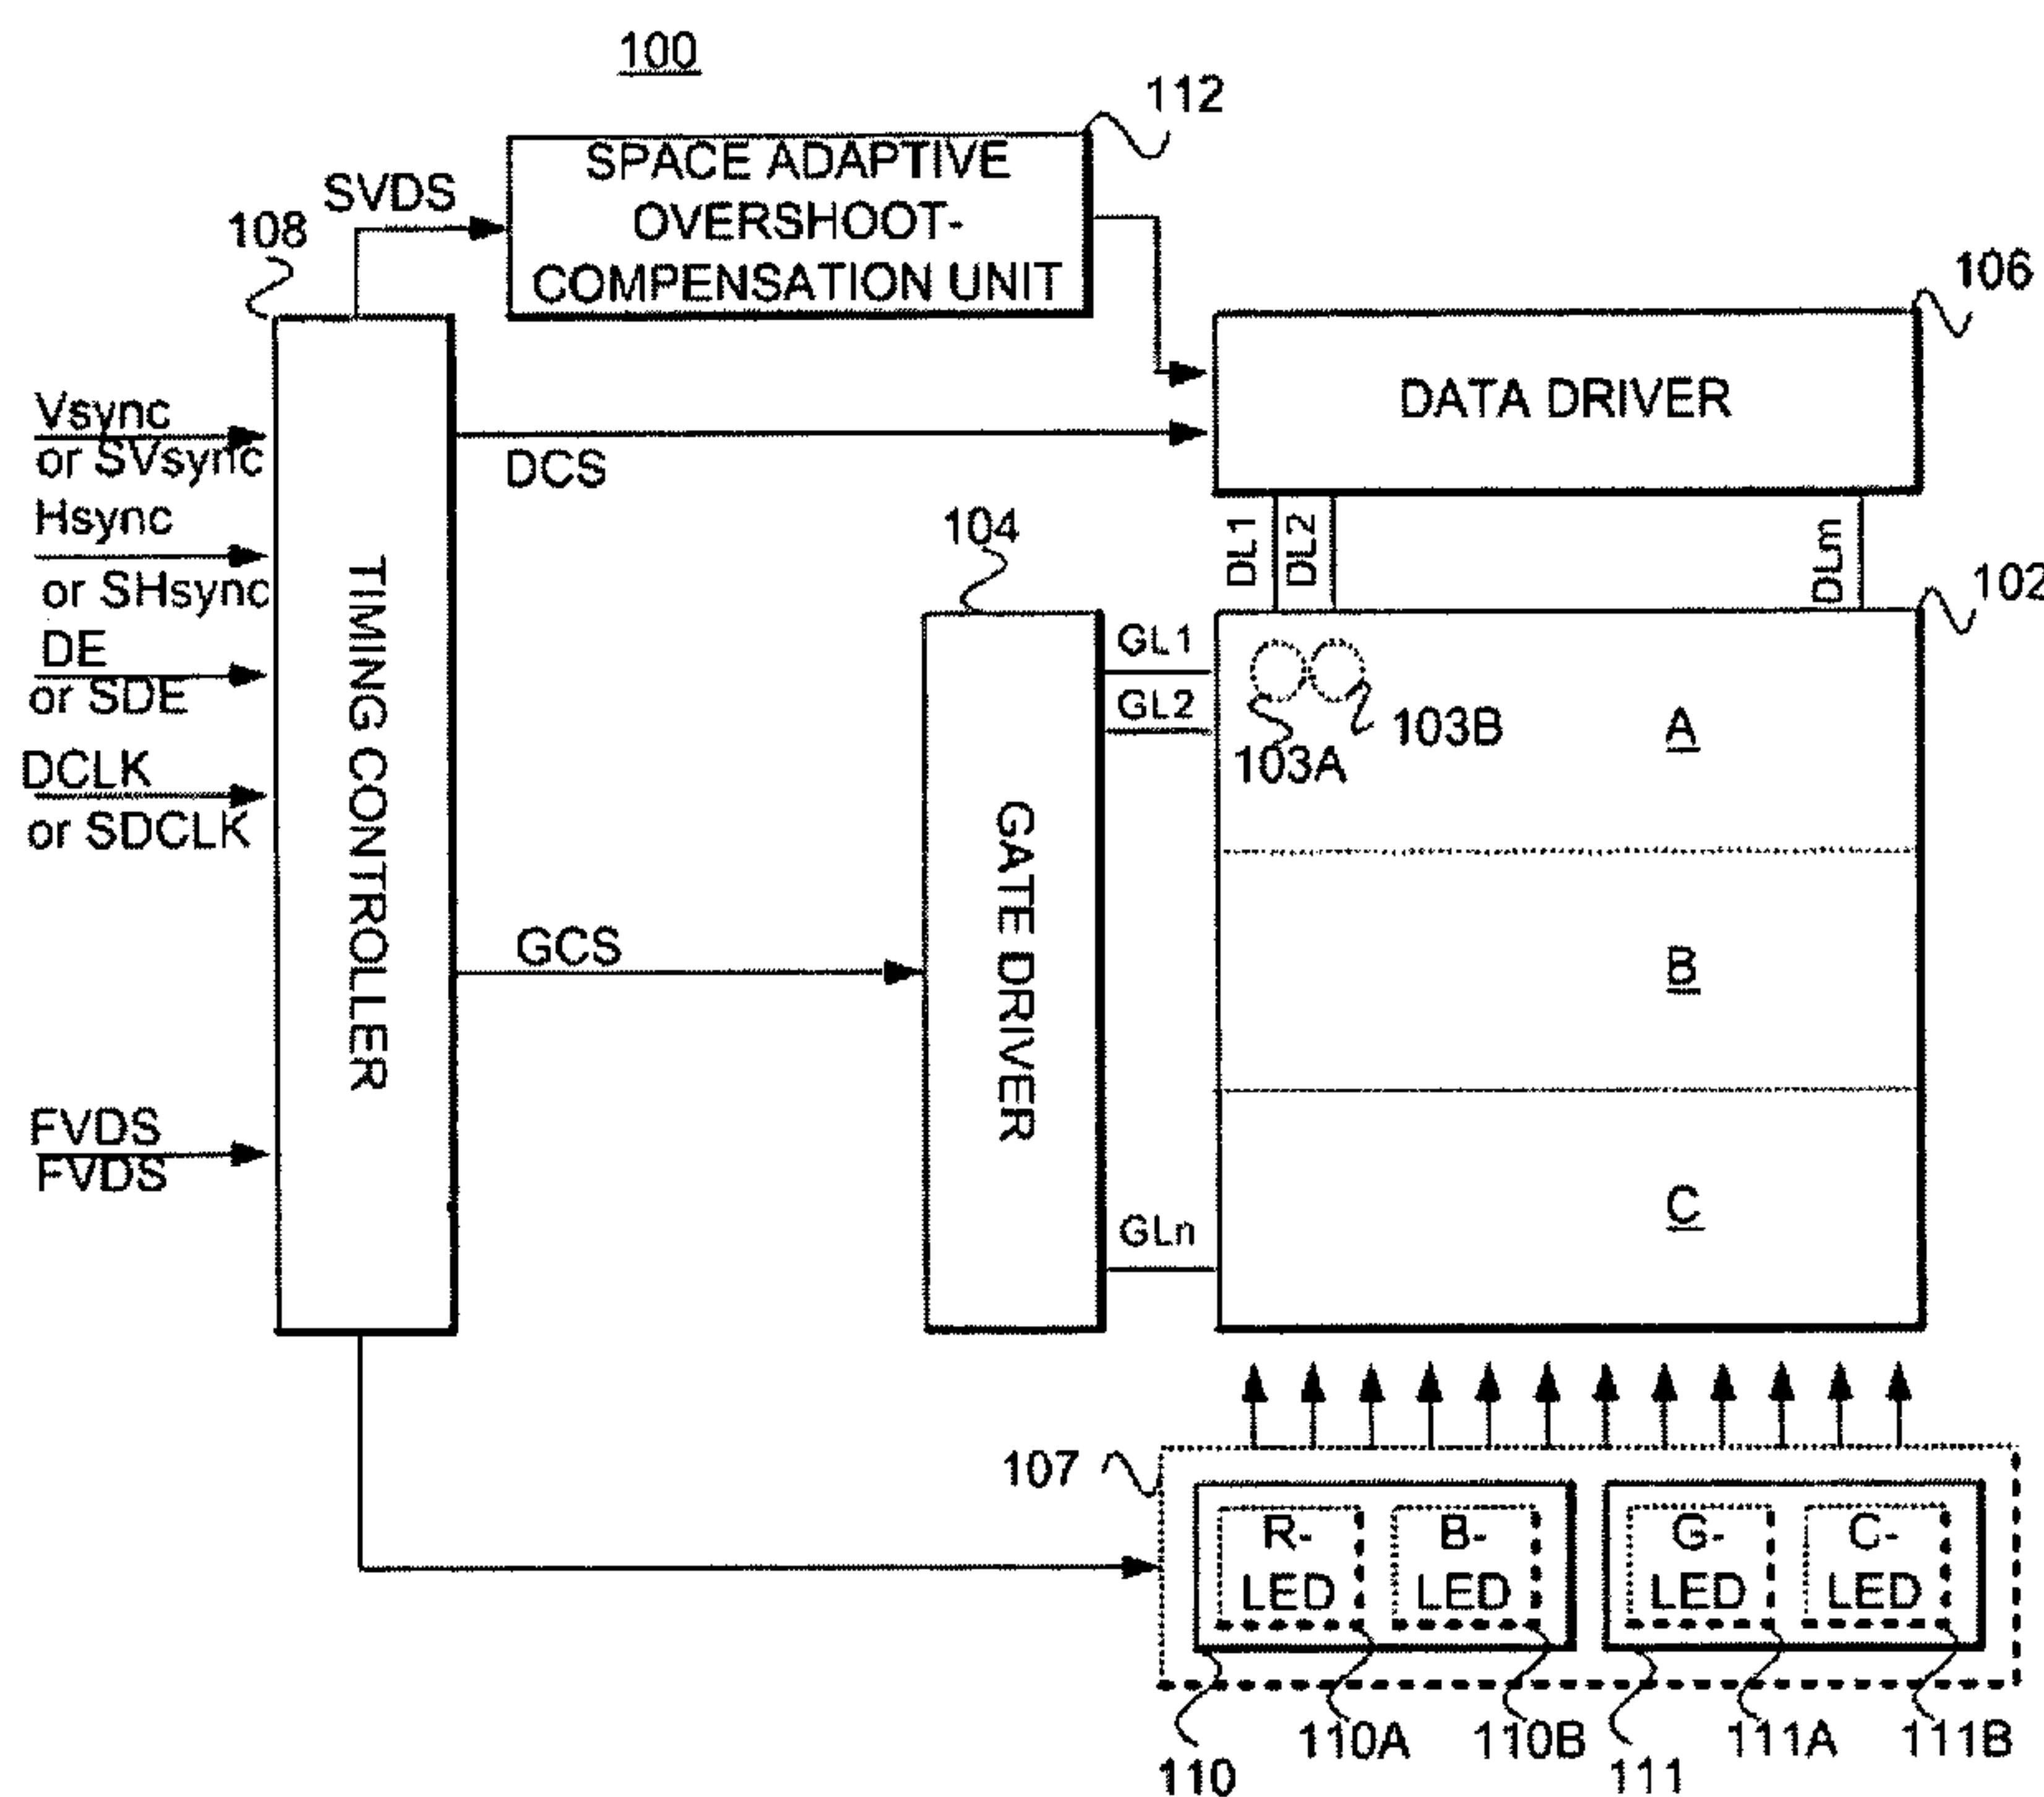 100
112
SPACE ADAPTIVE
OVERSHOOT-
COMPENSATION UNIT
SVDS
108
106
DATA DRIVER
Vsync
or SVsync
DCS
Hsync
or SHsync
104
DL1
DL2
DLm
102
DE
or SDE
TIMING CONTROLLER
GL1
GL2
103A
103B
A
DCLK
or SDCLK
GATE DRIVER
GCS
B
FVDS
FVDS
C
GLn
107
R-
LED
B-
LED
G-
LED
C-
LED
110
110A
110B
111
111A
111B